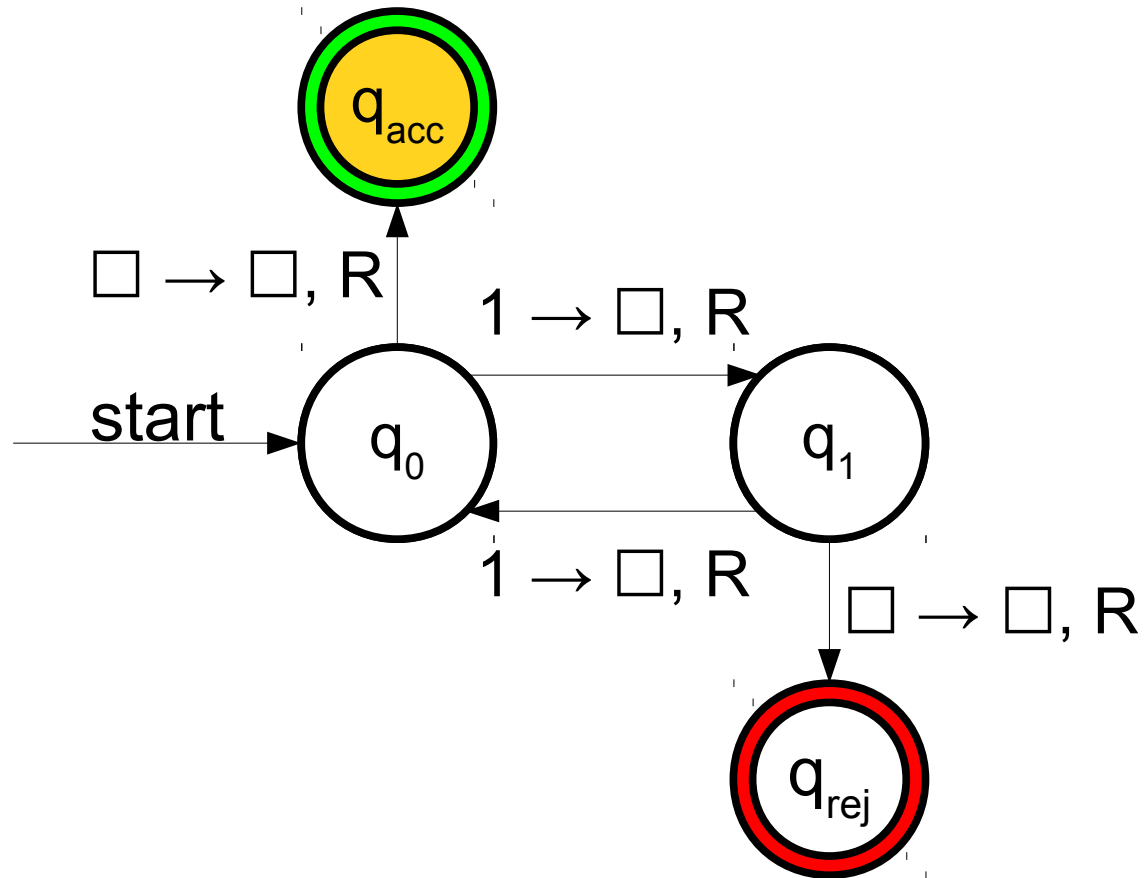 q_acc
□ → □, R
1 → □, R
start
q_0
q_1
1 → □, R
□ → □, R
q_rej